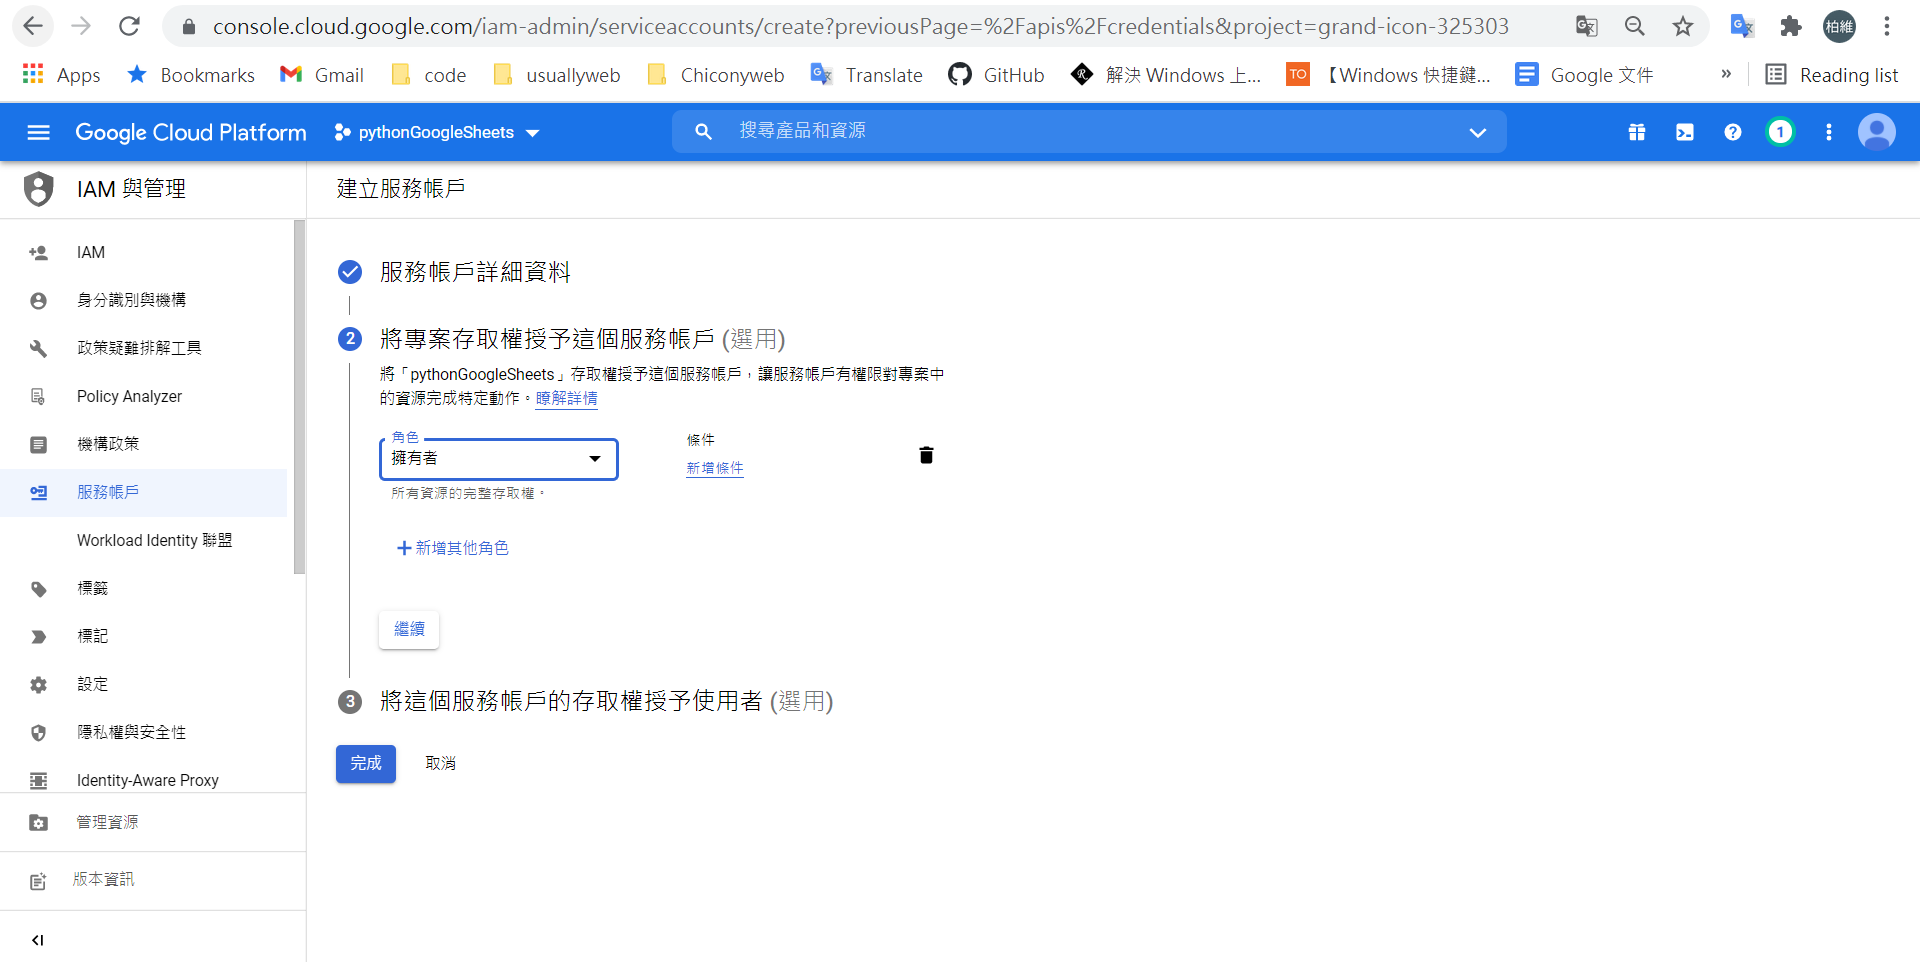 console.cloud.google.com/iam-admin/serviceaccounts/create?previousPage=%2Fapis%2Fcredentials&project=grand-icon-325303
柏維
Apps
Bookmarks
Gmail
code
usuallyweb
Chiconyweb
Translate
GitHub
解決 Windows 上...
TO
【Windows 快捷鍵...
Google 文件
»
Reading list
Google Cloud Platform
pythonGoogleSheets
搜尋產品和資源
1
IAM 與管理
建立服務帳戶
IAM
身分識別與機構
政策疑難排解工具
Policy Analyzer
機構政策
服務帳戶
Workload Identity 聯盟
標籤
標記
設定
隱私權與安全性
Identity-Aware Proxy
管理資源
版本資訊
服務帳戶詳細資料
2
將專案存取權授予這個服務帳戶 (選用)
將「pythonGoogleSheets」存取權授予這個服務帳戶，讓服務帳戶有權限對專案中
的資源完成特定動作。瞭解詳情
角色
擁有者
條件
新增條件
所有資源的完整存取權。
新增其他角色
繼續
3
將這個服務帳戶的存取權授予使用者 (選用)
完成
取消